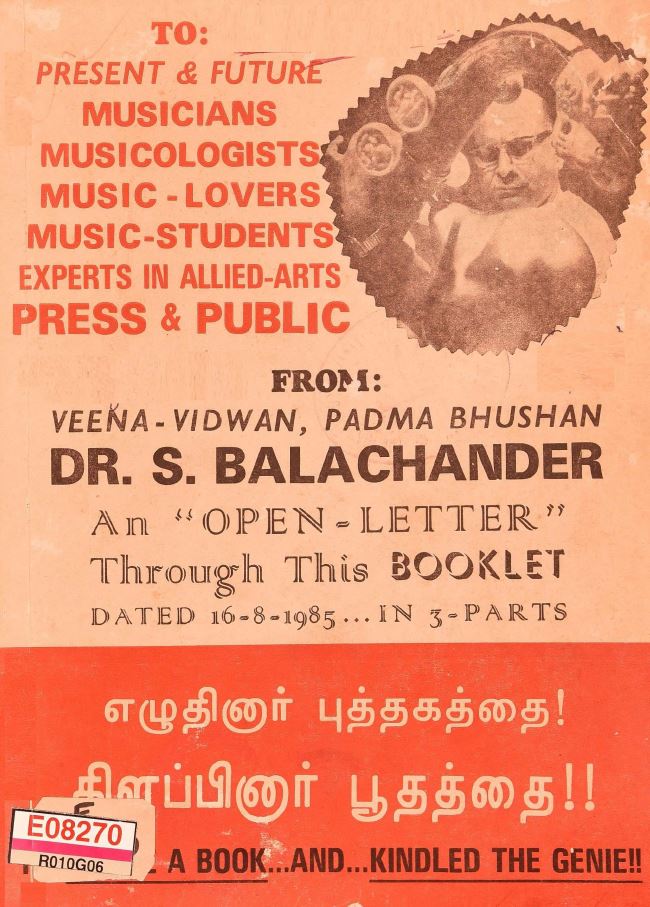 TO:
PRESENT & FUTURE
MUSICIANS
MUSICOLOGISTS
MUSIC - LOVERS
MUSIC-STUDENTS
EXPERTS IN ALLIED-ARTS
PRESS & PUBLIC
FROM:
VEENA - VIDWAN, PADMA BHUSHAN
DR. S. BALACHANDER
An "OPEN - LETTER"
Through This BOOKLET
DATED 16-8-1985... IN 3-PARTS
எழுதினார் புத்தகத்தை!
கிளப்பினார் பூதத்தை!!
E08270
R010G06
A BOOK...AND...KINDLED THE GENIE!!